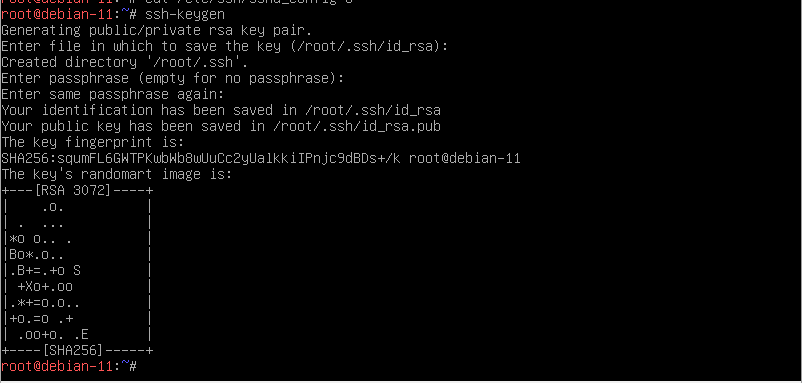 root@debian-11:~# ssh-keygen
Generating public/private rsa key pair.
Enter file in which to save the key (/root/.ssh/id_rsa):
Created directory '/root/.ssh'.
Enter passphrase (empty for no passphrase):
Enter same passphrase again:
Your identification has been saved in /root/.ssh/id_rsa
Your public key has been saved in /root/.ssh/id_rsa.pub
The key fingerprint is:
SHA256:squmFL6GWTPKwbWb8wUuCc2yUalkkiIPnjc9dBDs+/k root@debian-11
The key's randomart image is:
+---[RSA 3072]----+
|    .o.          |
| .  ...          |
|*o o.. .         |
|Bo*.o..          |
|.B+=.+o S        |
| +Xo+.oo         |
|.*+=o.o..        |
|+o.=o .+         |
| .oo+o. .E       |
+----[SHA256]-----+
root@debian-11:~#